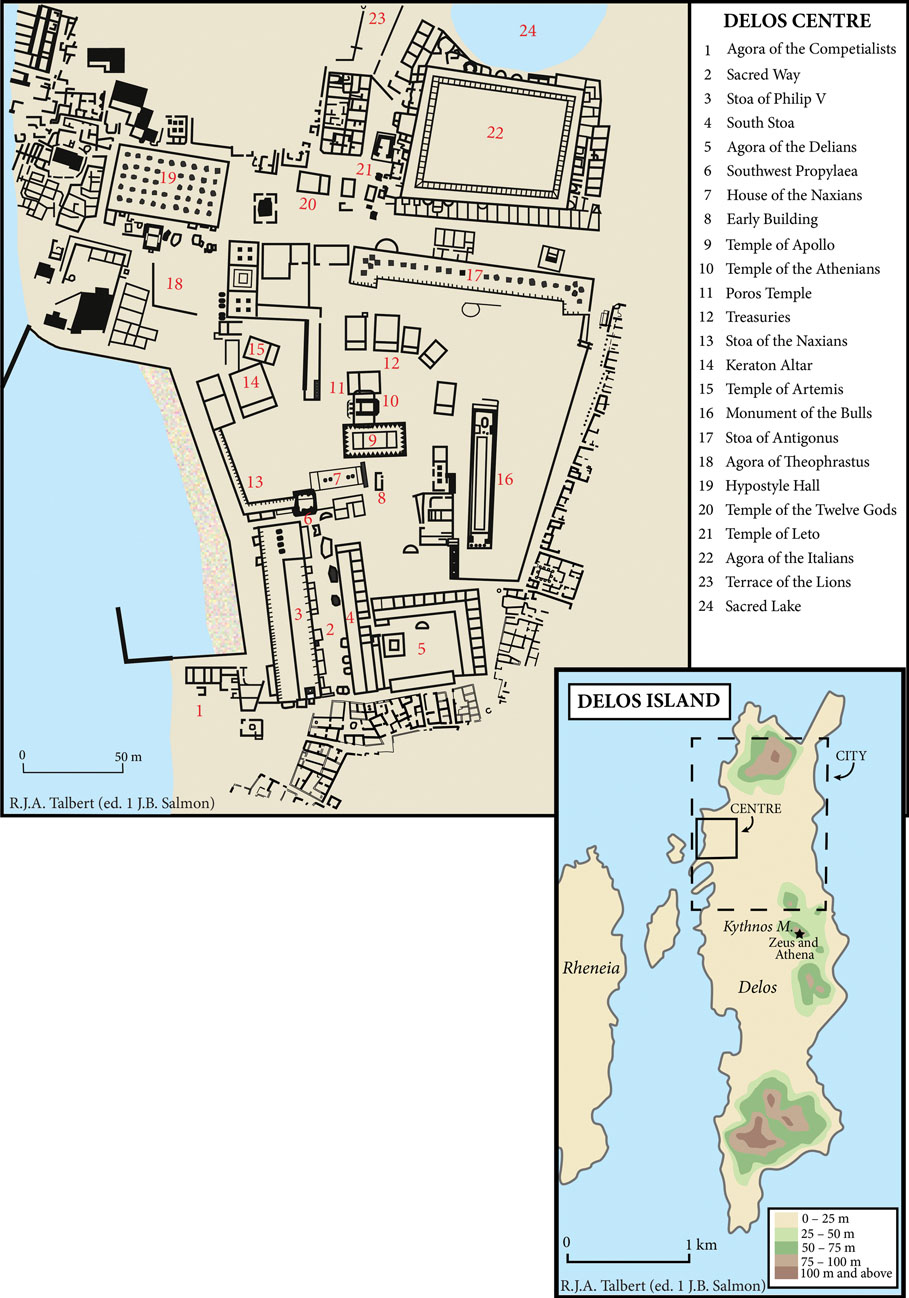 23
24
22
21
19
20
17
18
15
12
14
11
10
9
13
7
16
8
6
3
2
4
5
1
0 50 m
R.J.A. Talbert (ed. 1 J.B. Salmon)
DELOS CENTRE
1 Agora of the Competialists
2 Sacred Way
3 Stoa of Philip V
4 South Stoa
5 Agora of the Delians
6 Southwest Propylaea
7 House of the Naxians
8 Early Building
9 Temple of Apollo
10 Temple of the Athenians
11 Poros Temple
12 Treasuries
13 Stoa of the Naxians
14 Keraton Altar
15 Temple of Artemis
16 Monument of the Bulls
17 Stoa of Antigonus
18 Agora of Theophrastus
19 Hypostyle Hall
20 Temple of the Twelve Gods
21 Temple of Leto
22 Agora of the Italians
23 Terrace of the Lions
24 Sacred Lake
DELOS ISLAND
CITY
CENTRE
Kythnos M.
Zeus and
Athena
Rheneia
Delos
0 – 25 m
25 – 50 m
50 – 75 m
75 – 100 m
100 m and above
0 1 km
R.J.A. Talbert (ed. 1 J.B. Salmon)